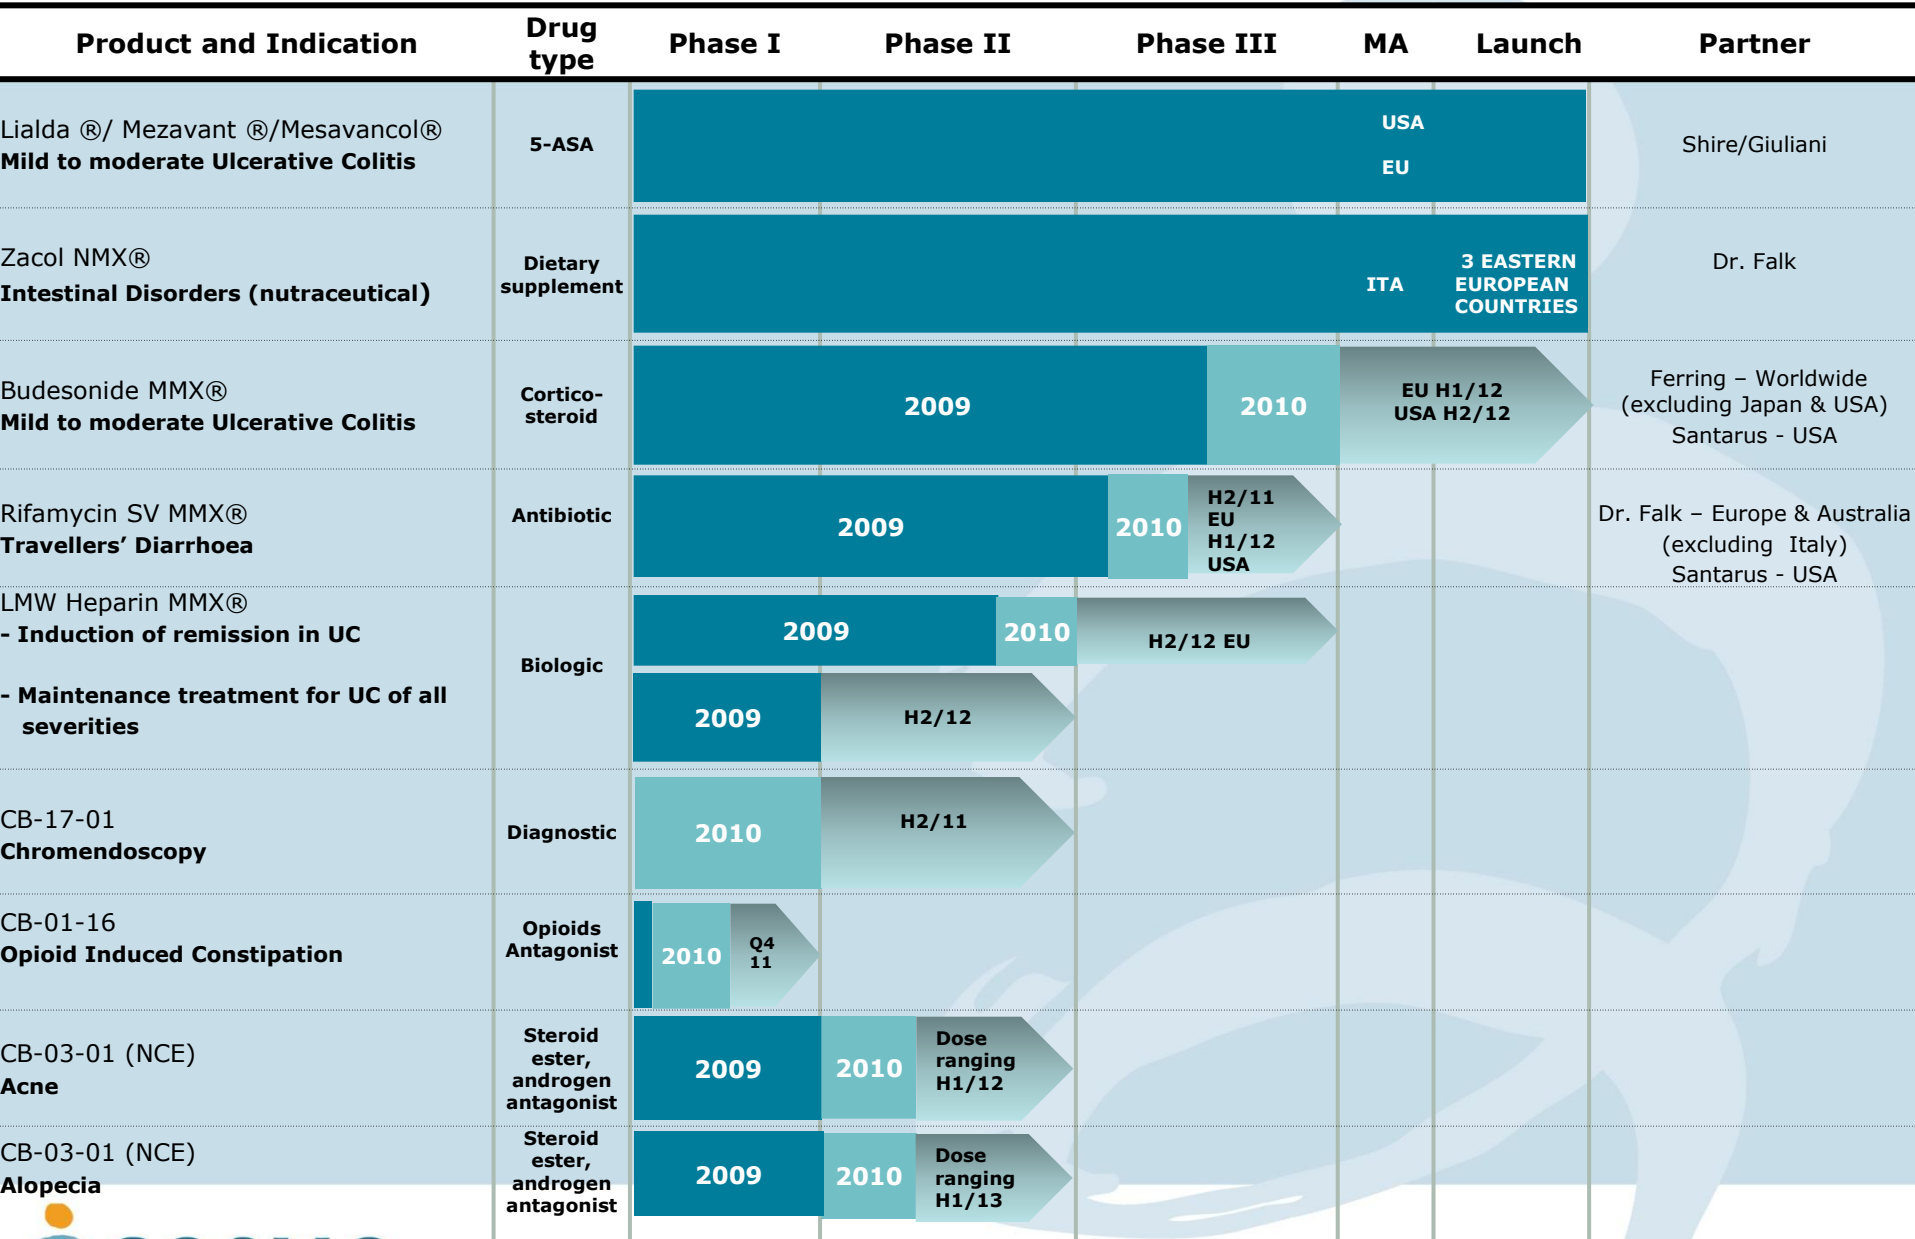 Product and Indication
Drug
type
Phase I
Phase II
Phase III
MA
Launch
Partner
Lialda ®/ Mezavant ®/Mesavancol®
Mild to moderate Ulcerative Colitis
5-ASA
USA
EU
Shire/Giuliani
Zacol NMX®
Intestinal Disorders (nutraceutical)
Dietary
supplement
ITA
3 EASTERN
EUROPEAN
COUNTRIES
Dr. Falk
Budesonide MMX®
Mild to moderate Ulcerative Colitis
Cortico-
steroid
2009
2010
EU H1/12
USA H2/12
Ferring – Worldwide
(excluding Japan & USA)
Santarus - USA
Rifamycin SV MMX®
Travellers’ Diarrhoea
Antibiotic
2009
2010
H2/11
EU
H1/12
USA
Dr. Falk – Europe & Australia
(excluding Italy)
Santarus - USA
LMW Heparin MMX®
- Induction of remission in UC
- Maintenance treatment for UC of all
severities
Biologic
2009
2010
H2/12 EU
2009
H2/12
CB-17-01
Chromendoscopy
Diagnostic
2010
H2/11
CB-01-16
Opioid Induced Constipation
Opioids
Antagonist
2010
Q4
11
CB-03-01 (NCE)
Acne
Steroid
ester,
androgen
antagonist
2009
2010
Dose
ranging
H1/12
CB-03-01 (NCE)
Alopecia
Steroid
ester,
androgen
antagonist
2009
2010
Dose
ranging
H1/13